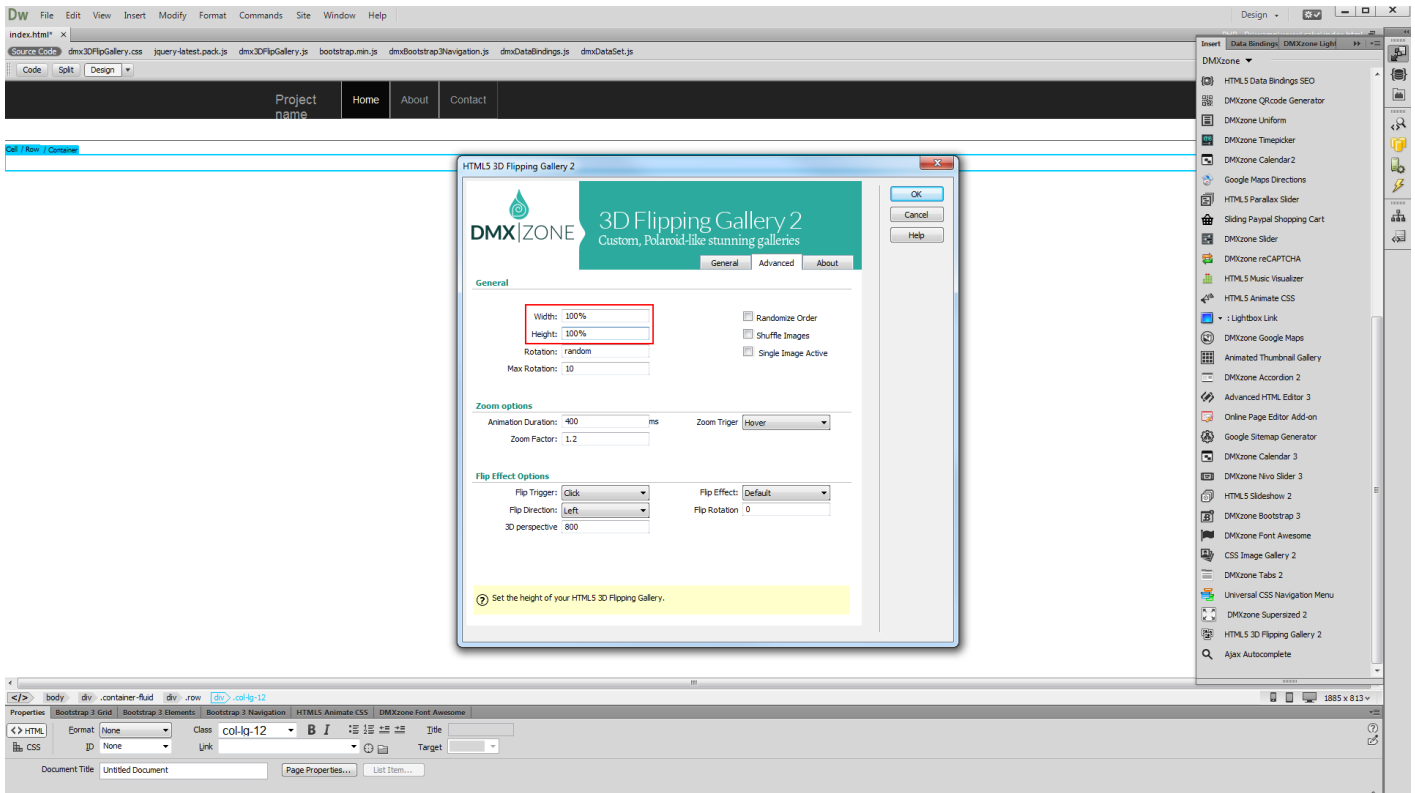 Dw File Edit View Insert Modify Format Commands Site Window Help Design
index.html* ×
Source Code dmx3DFlipGallery.css jquery-latest.pack.js dmx3DFlipGallery.js bootstrap.min.js dmxBootstrap3Navigation.js dmxDataBindings.js dmxDataSet.js
Code Split Design
Project name Home About Contact
Cell / Row / Container
HTML5 3D Flipping Gallery 2
DMX|ZONE
3D Flipping Gallery 2
Custom, Polaroid-like stunning galleries
General Advanced About
OK
Cancel
Help
General
Width: 100%
Height: 100%
Rotation: random
Max Rotation: 10
Randomize Order
Shuffle Images
Single Image Active
Zoom options
Animation Duration: 400 ms Zoom Triger Hover
Zoom Factor: 1.2
Flip Effect Options
Flip Trigger: Click Flip Effect: Default
Flip Direction: Left Flip Rotation 0
3D perspective 800
Set the height of your HTML5 3D Flipping Gallery.
Insert Data Bindings DMXzone Light
DMXzone
HTML5 Data Bindings SEO
DMXzone QRcode Generator
DMXzone Uniform
DMXzone Timepicker
DMXzone Calendar2
Google Maps Directions
HTML5 Parallax Slider
Sliding Paypal Shopping Cart
DMXzone Slider
DMXzone reCAPTCHA
HTML5 Music Visualizer
HTML5 Animate CSS
: Lightbox Link
DMXzone Google Maps
Animated Thumbnail Gallery
DMXzone Accordion 2
Advanced HTML Editor 3
Online Page Editor Add-on
Google Sitemap Generator
DMXzone Calendar 3
DMXzone Nivo Slider 3
HTML5 Slideshow 2
DMXzone Bootstrap 3
DMXzone Font Awesome
CSS Image Gallery 2
DMXzone Tabs 2
Universal CSS Navigation Menu
DMXzone Supersized 2
HTML5 3D Flipping Gallery 2
Ajax Autocomplete
</> body div .container-fluid div .row div .col-lg-12 1885 x 813
Properties Bootstrap 3 Grid Bootstrap 3 Elements Bootstrap 3 Navigation HTML5 Animate CSS DMXzone Font Awesome
<> HTML Format None Class col-lg-12 B I Title
CSS ID None Link Target
Document Title Untitled Document Page Properties... List Item...